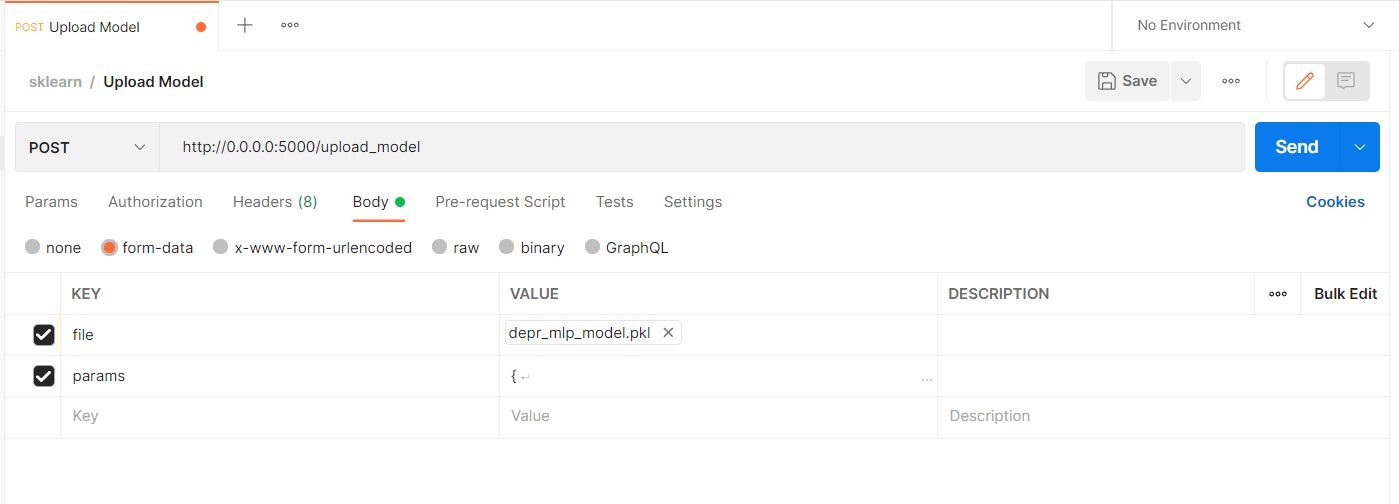 POST Upload Model
No Environment
sklearn / Upload Model
Save
POST http://0.0.0.0:5000/upload_model Send
Params Authorization Headers (8) Body Pre-request Script Tests Settings Cookies
none form-data x-www-form-urlencoded raw binary GraphQL
KEY VALUE DESCRIPTION Bulk Edit
file depr_mlp_model.pkl
params { ↵ ...
Key Value Description